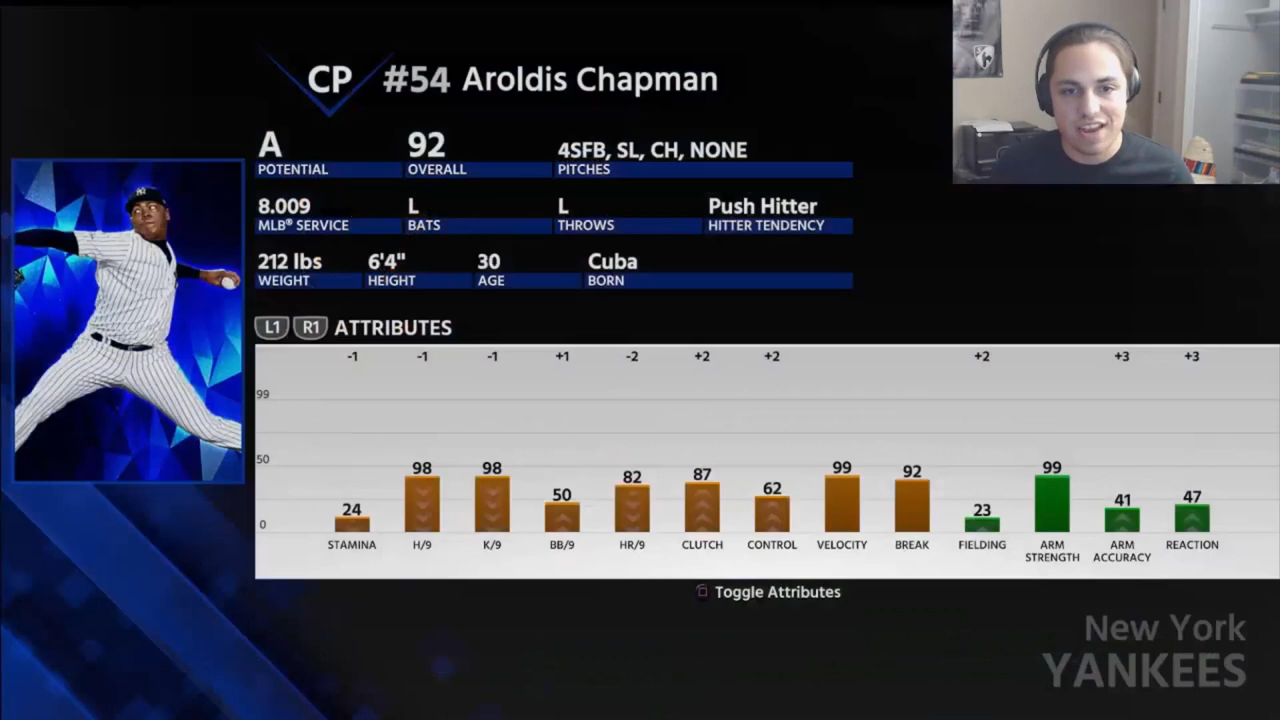 CP #54 Aroldis Chapman
A 92 4SFB, SL, CH, NONE
POTENTIAL OVERALL PITCHES
8.009 L L Push Hitter
MLB® SERVICE BATS THROWS HITTER TENDENCY
212 lbs 6'4" 30 Cuba
WEIGHT HEIGHT AGE BORN
L1 R1 ATTRIBUTES
-1 -1 -1 +1 -2 +2 +2 +2 +3 +3
99
50
0
24 98 98 50 82 87 62 99 92 23 99 41 47
STAMINA H/9 K/9 BB/9 HR/9 CLUTCH CONTROL VELOCITY BREAK FIELDING ARM STRENGTH ARM ACCURACY REACTION
Toggle Attributes
New York
YANKEES